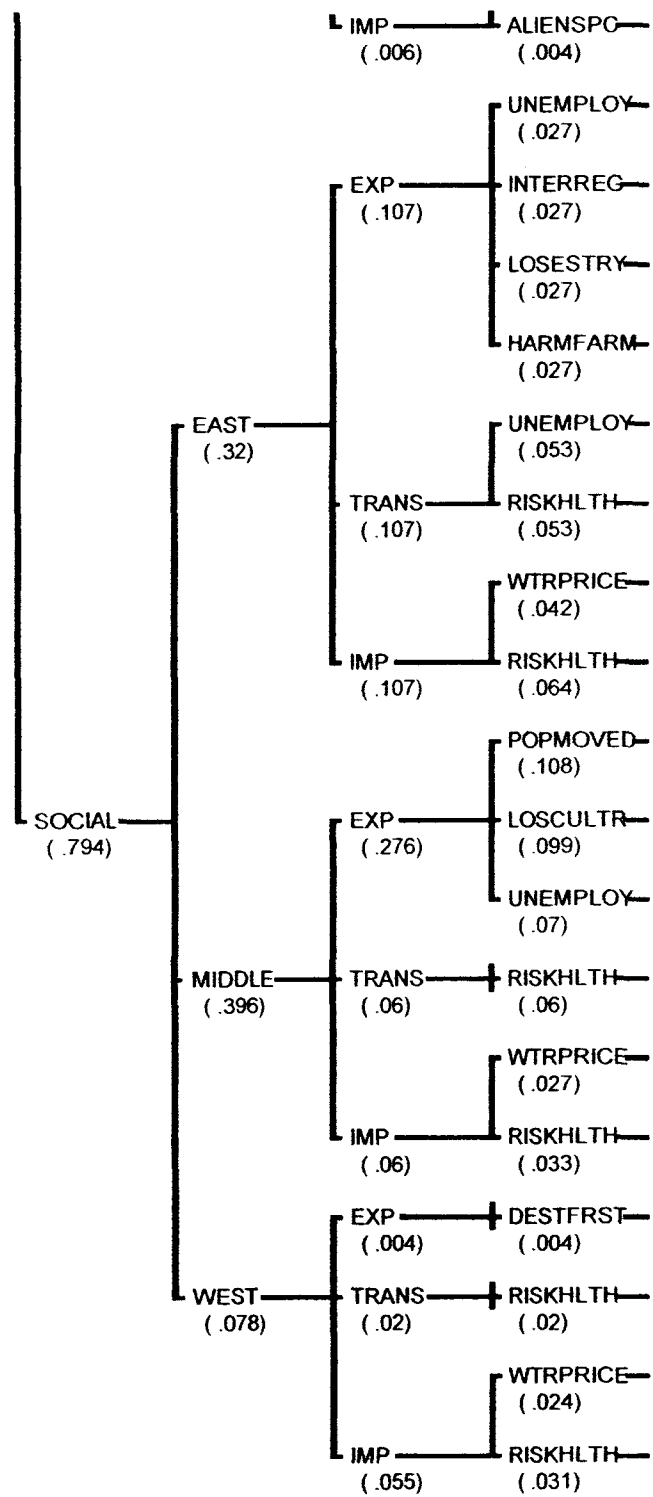 IMP ALIENSPC
( .006) ( .004)
UNEMPLOY
( .027)
EXP INTERREG
( .107) ( .027)
LOSESTRY
( .027)
HARMFARM
( .027)
EAST UNEMPLOY
( .32) ( .053)
TRANS RISKHLTH
( .107) ( .053)
WTRPRICE
( .042)
IMP RISKHLTH
( .107) ( .064)
POPMOVED
( .108)
SOCIAL EXP LOSCULTR
( .794) ( .276) ( .099)
UNEMPLOY
( .07)
MIDDLE TRANS RISKHLTH
( .396) ( .06) ( .06)
WTRPRICE
( .027)
IMP RISKHLTH
( .06) ( .033)
EXP DESTFRST
( .004) ( .004)
WEST TRANS RISKHLTH
( .078) ( .02) ( .02)
WTRPRICE
( .024)
IMP RISKHLTH
( .055) ( .031)